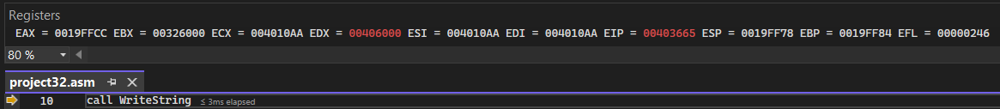 Registers
EAX = 0019FFCC EBX = 00326000 ECX = 004010AA EDX = 00406000 ESI = 004010AA EDI = 004010AA EIP = 00403665 ESP = 0019FF78 EBP = 0019FF84 EFL = 00000246
80 %
project32.asm
10 call WriteString ≤ 3ms elapsed